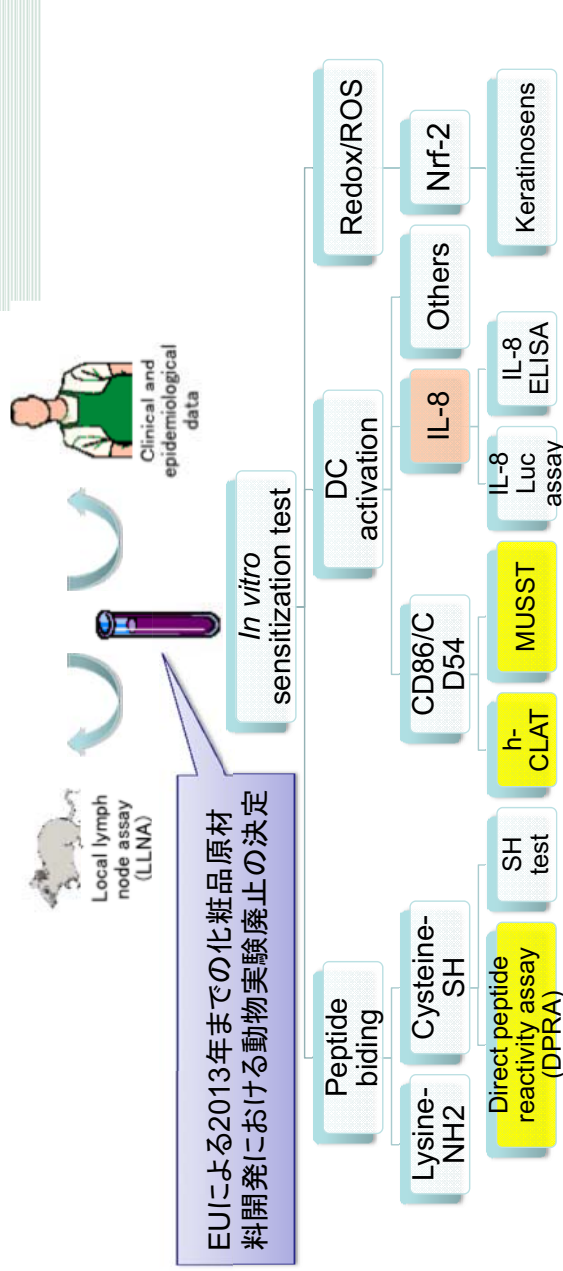 Local lymph
node assay
(LLNA)
Clinical and
epidemiological
data
EUによる2013年までの化粧品原材
料開発における動物実験廃止の決定
In vitro
sensitization test
Peptide
biding
DC
activation
Redox/ROS
Lysine-
NH2
Cysteine-
SH
CD86/C
D54
IL-8
Others
Nrf-2
Direct peptide
reactivity assay
(DPRA)
SH
test
h-
CLAT
MUSST
IL-8
Luc
assay
IL-8
ELISA
Keratinosens